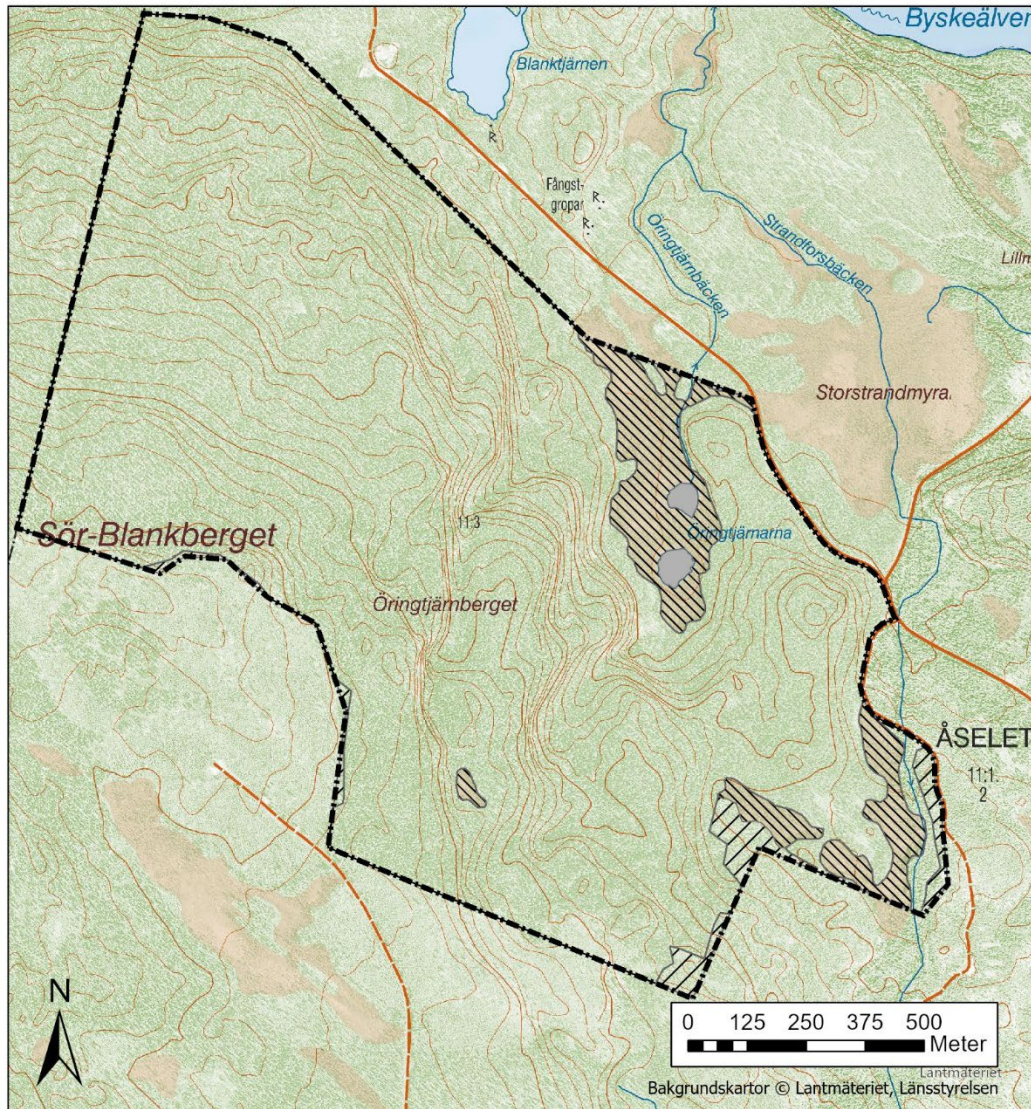 Byskeälven
Blanktjärnen
R
Fångst-
gropar
R
R
Öringtjärnbäcken
Strandforsbäcken
Storstrandmyra.
Sör-Blankberget
11:3
Öringtjärnarna
Öringtjärnberget
ÅSELET
11:1.
2
N
0 125 250 375 500
Meter
Lantmäteriet
Bakgrundskartor © Lantmäteriet, Länsstyrelsen